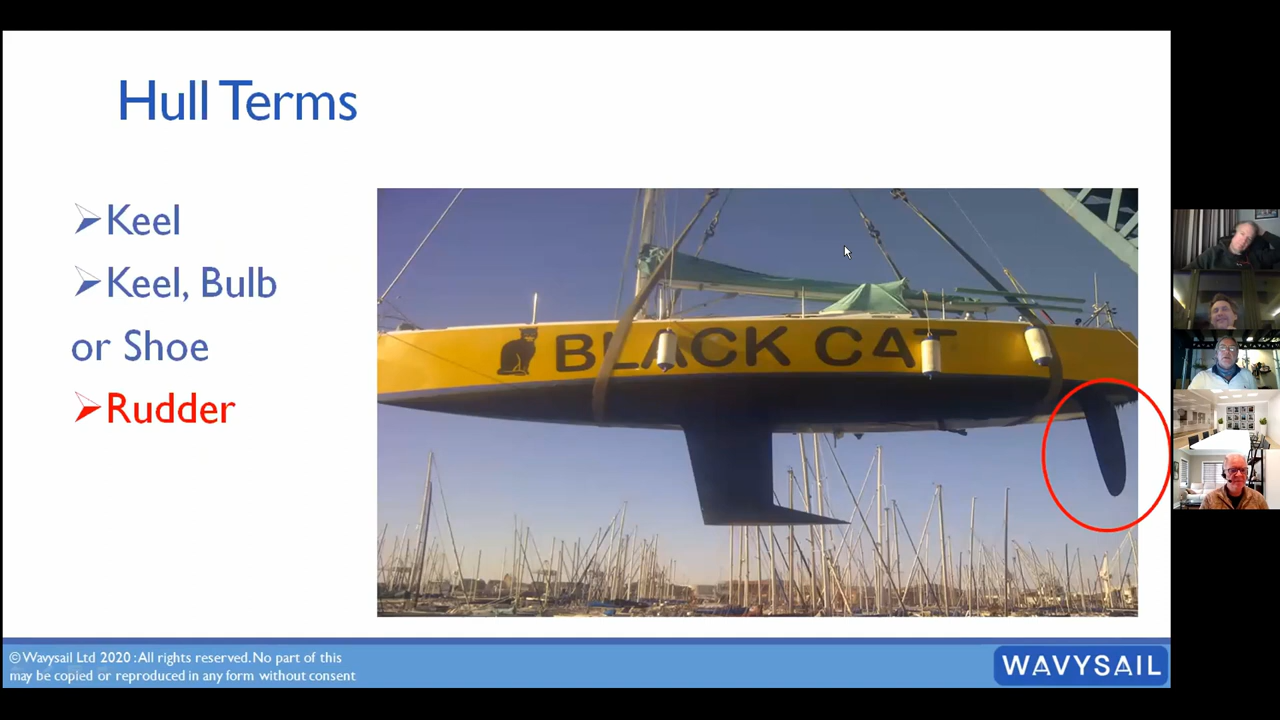 Hull Terms
➢Keel
➢Keel, Bulb
or Shoe
➢Rudder
BLACK CAT
© Wavysail Ltd 2020 : All rights reserved. No part of this
may be copied or reproduced in any form without consent
WAVYSAIL